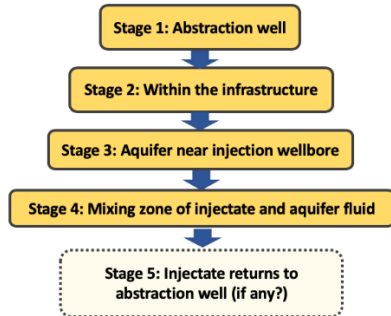 Stage 1: Abstraction well
Stage 2: Within the infrastructure
Stage 3: Aquifer near injection wellbore
Stage 4: Mixing zone of injectate and aquifer fluid
Stage 5: Injectate returns to
abstraction well (if any?)